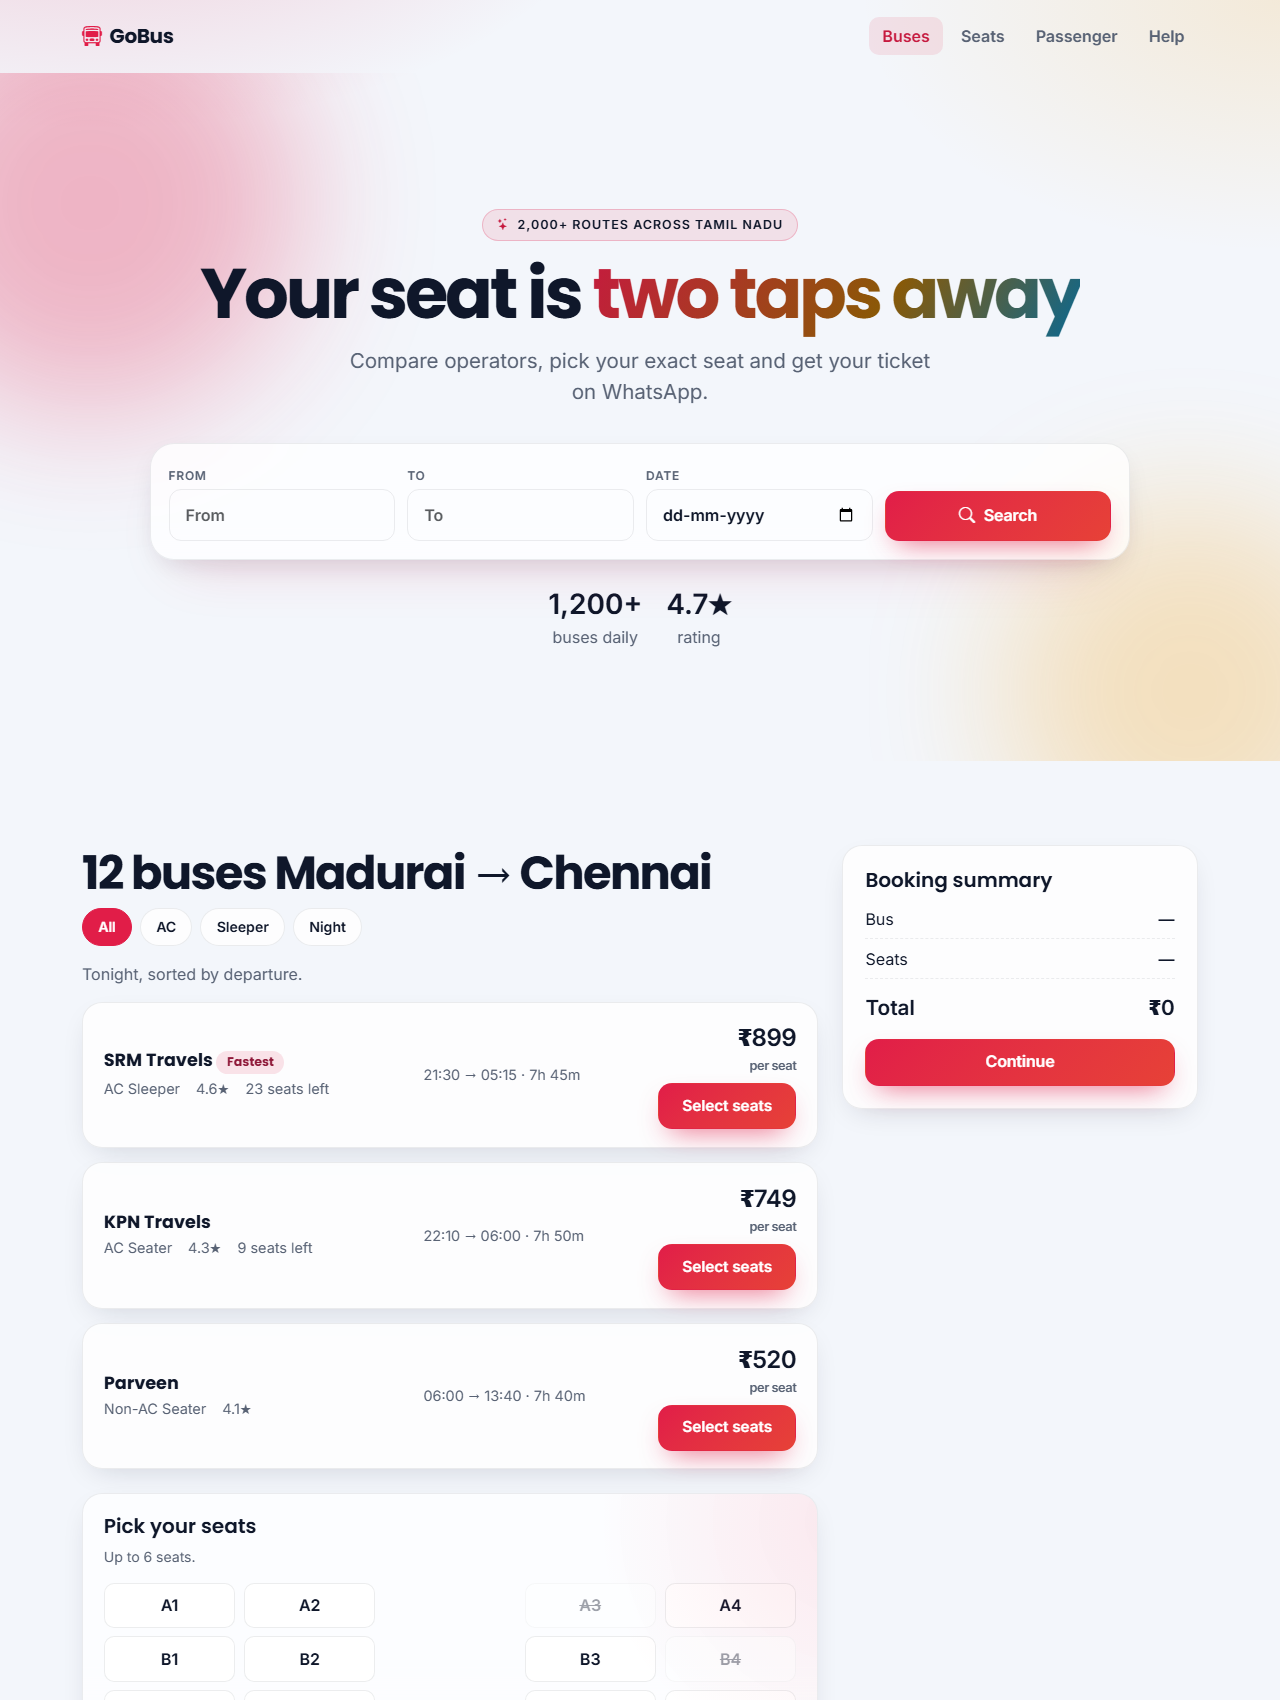 GoBus
Buses
Seats
Passenger
Help
2,000+ ROUTES ACROSS TAMIL NADU
Your seat is two taps away
Compare operators, pick your exact seat and get your ticket
on WhatsApp.
FROM
TO
DATE
From
To
dd-mm-yyyy
Search
1,200+
4.7★
buses daily
rating
12 buses Madurai → Chennai
All
AC
Sleeper
Night
Tonight, sorted by departure.
SRM Travels Fastest
AC Sleeper 4.6★ 23 seats left
21:30 → 05:15 · 7h 45m
₹899
per seat
Select seats
KPN Travels
AC Seater 4.3★ 9 seats left
22:10 → 06:00 · 7h 50m
₹749
per seat
Select seats
Parveen
Non-AC Seater 4.1★
06:00 → 13:40 · 7h 40m
₹520
per seat
Select seats
Pick your seats
Up to 6 seats.
A1 A2 A3 A4
B1 B2 B3 B4
Booking summary
Bus —
Seats —
Total ₹0
Continue